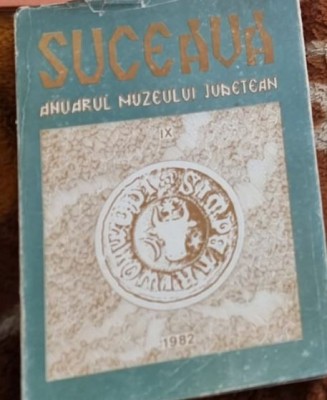 SUCEAVA
ANUARUL MUZEULUI JUDEȚEAN
IX
1982